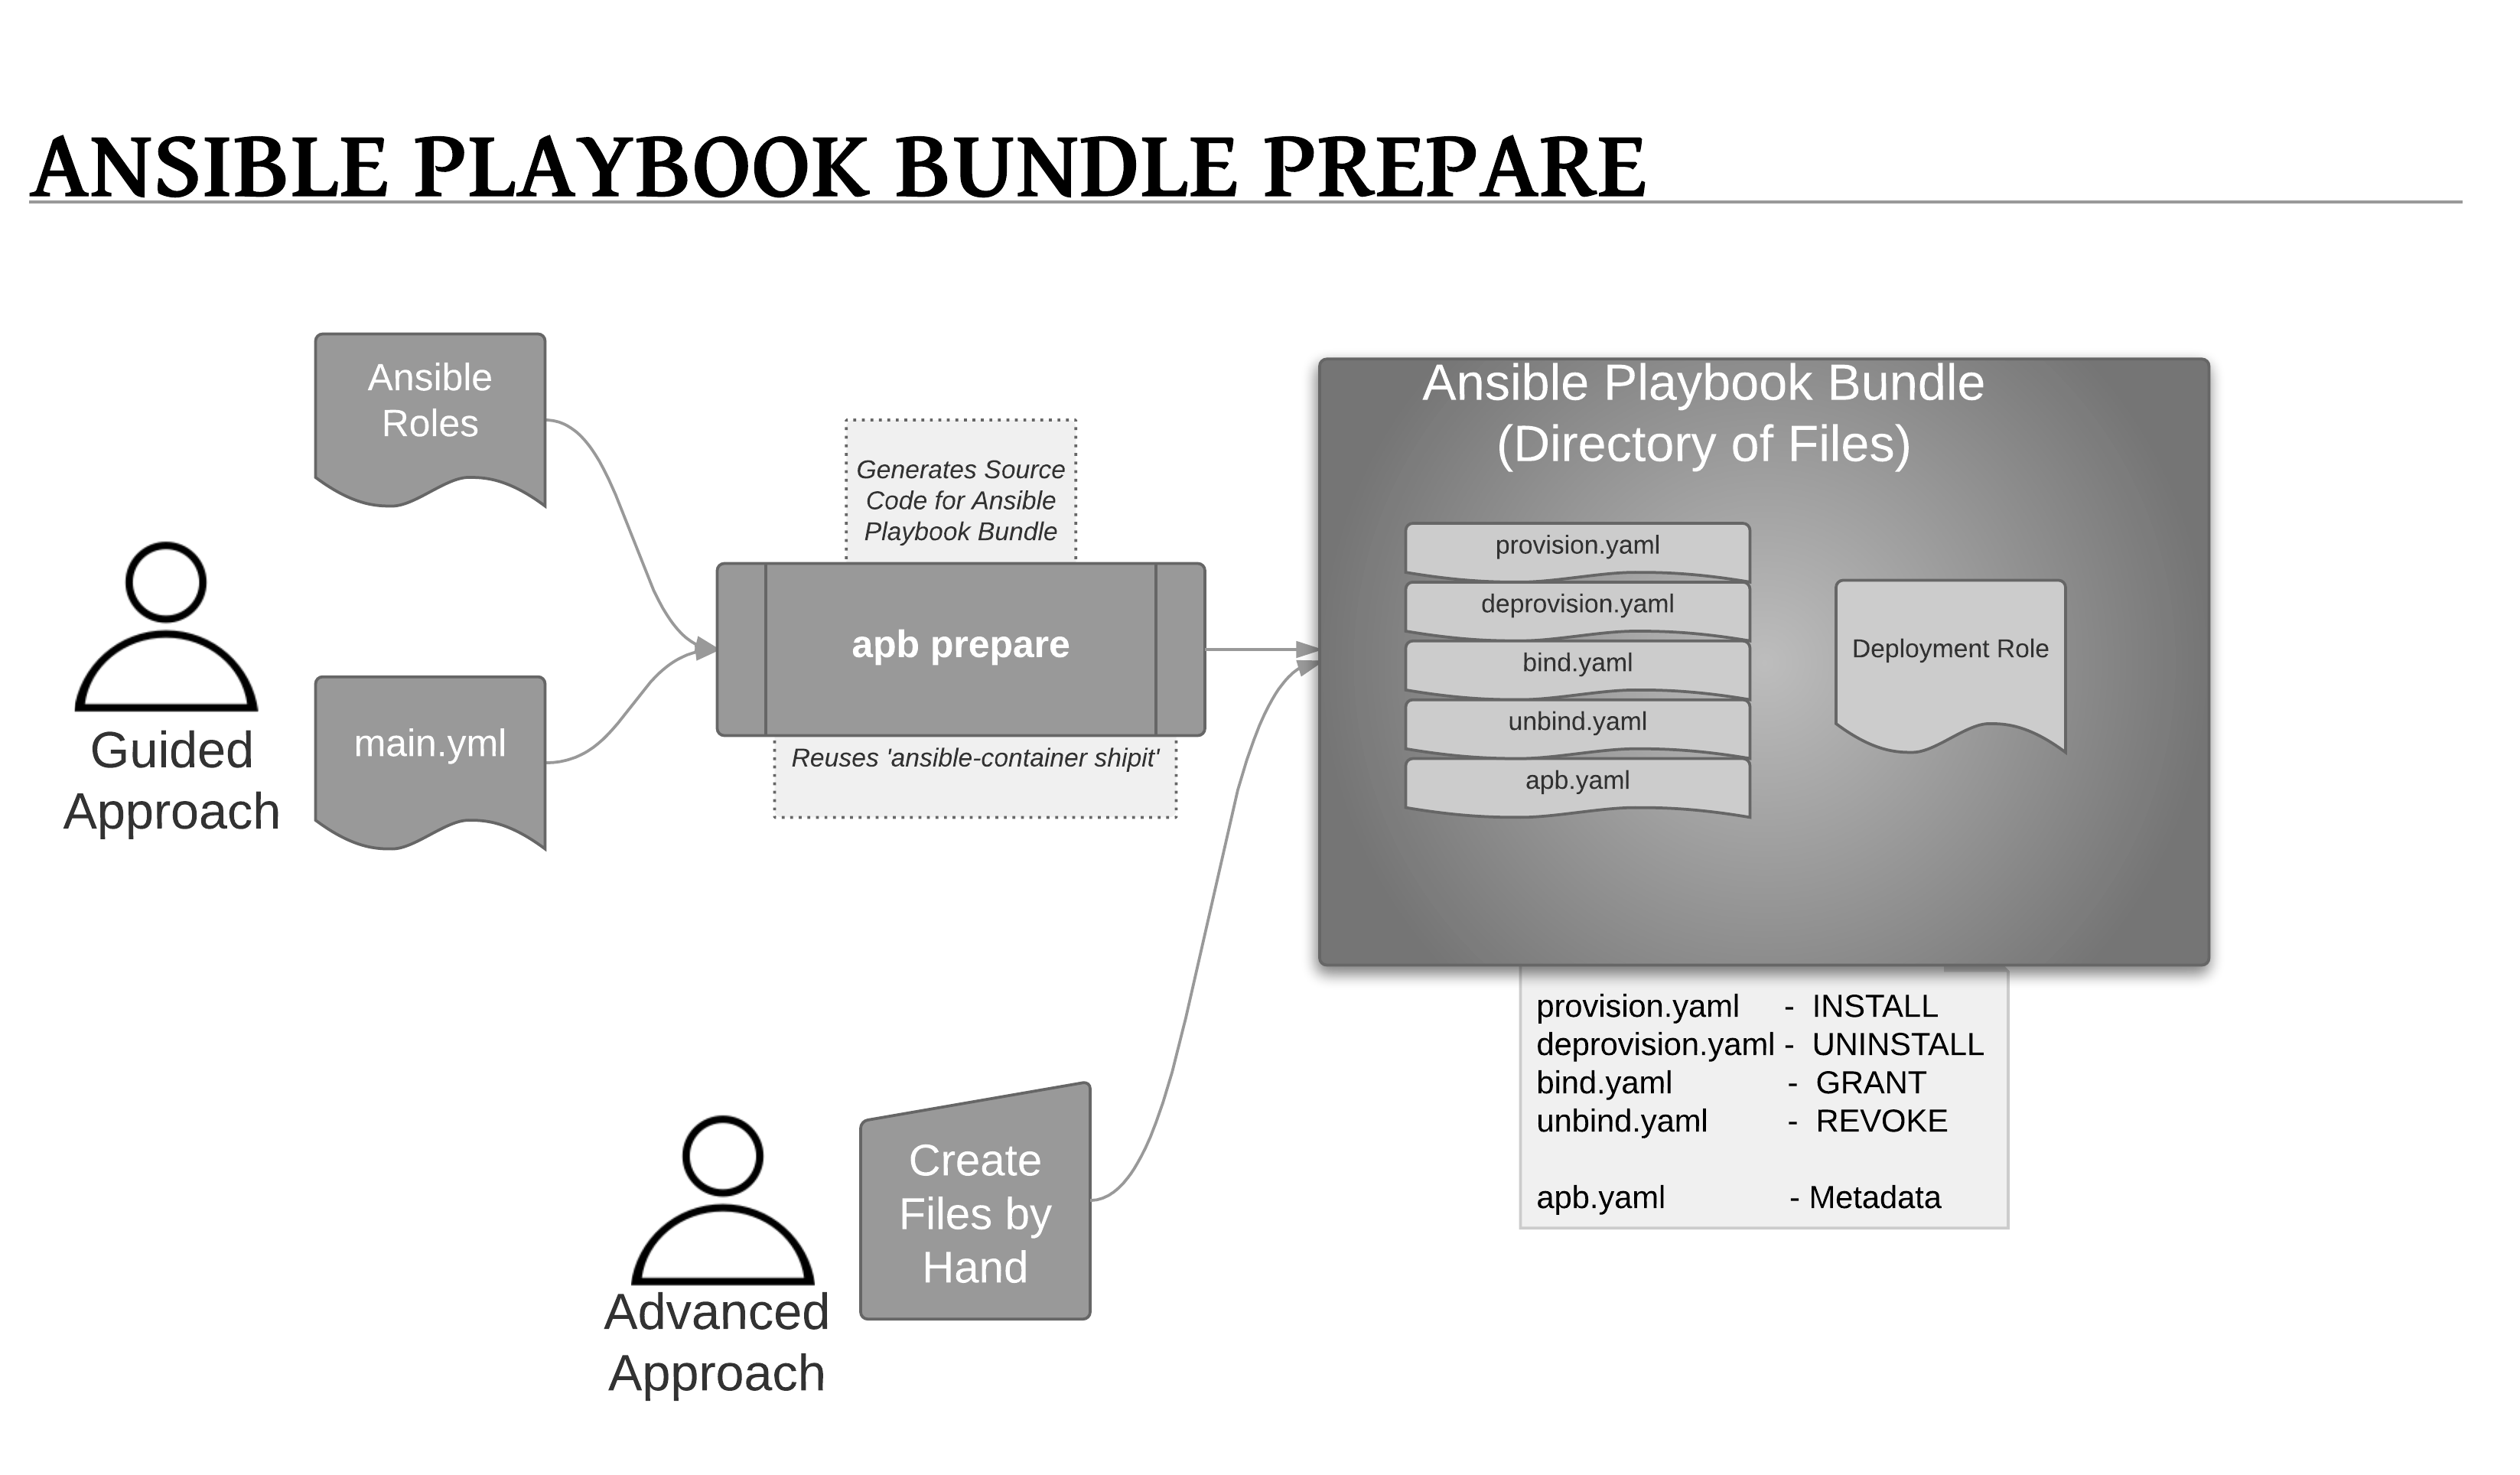 ANSIBLE PLAYBOOK BUNDLE PREPARE
Ansible
Roles
Guided
Approach
main.yml
Generates Source
Code for Ansible
Playbook Bundle
apb prepare
Reuses 'ansible-container shipit'
Ansible Playbook Bundle
(Directory of Files)
provision.yaml
deprovision.yaml
bind.yaml
unbind.yaml
apb.yaml
Deployment Role
provision.yaml - INSTALL
deprovision.yaml - UNINSTALL
bind.yaml - GRANT
unbind.yaml - REVOKE
apb.yaml - Metadata
Advanced
Approach
Create
Files by
Hand